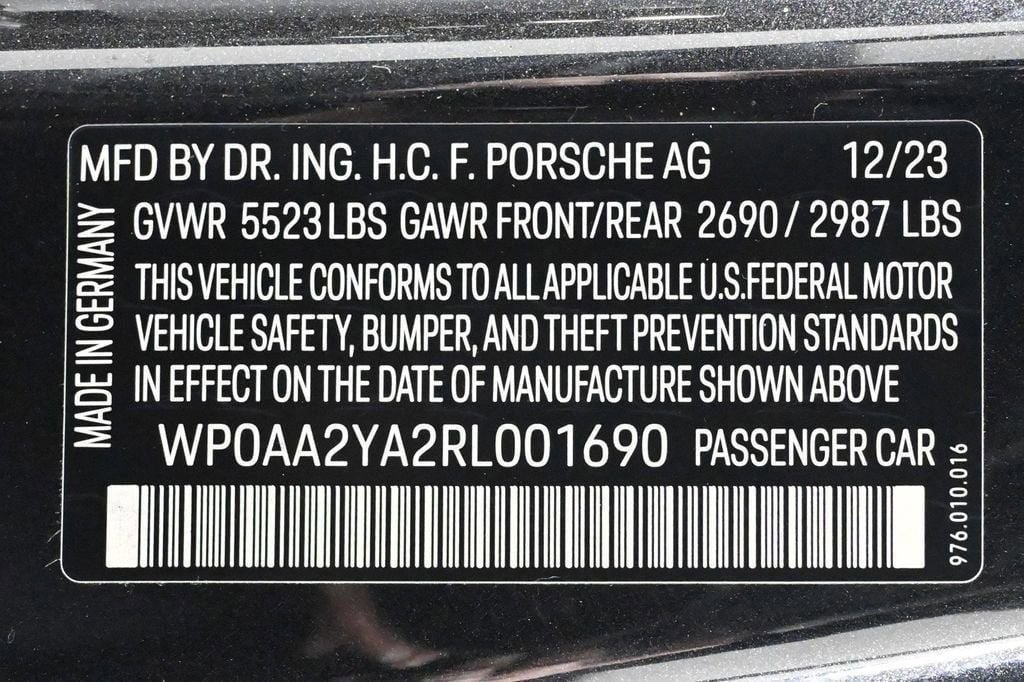 MFD BY DR. ING. H.C. F. PORSCHE AG 12/23
GVWR 5523 LBS GAWR FRONT/REAR 2690 / 2987 LBS
THIS VEHICLE CONFORMS TO ALL APPLICABLE U.S.FEDERAL MOTOR
VEHICLE SAFETY, BUMPER, AND THEFT PREVENTION STANDARDS
IN EFFECT ON THE DATE OF MANUFACTURE SHOWN ABOVE
WP0AA2YA2RL001690 PASSENGER CAR
MADE IN GERMANY
976.010.016